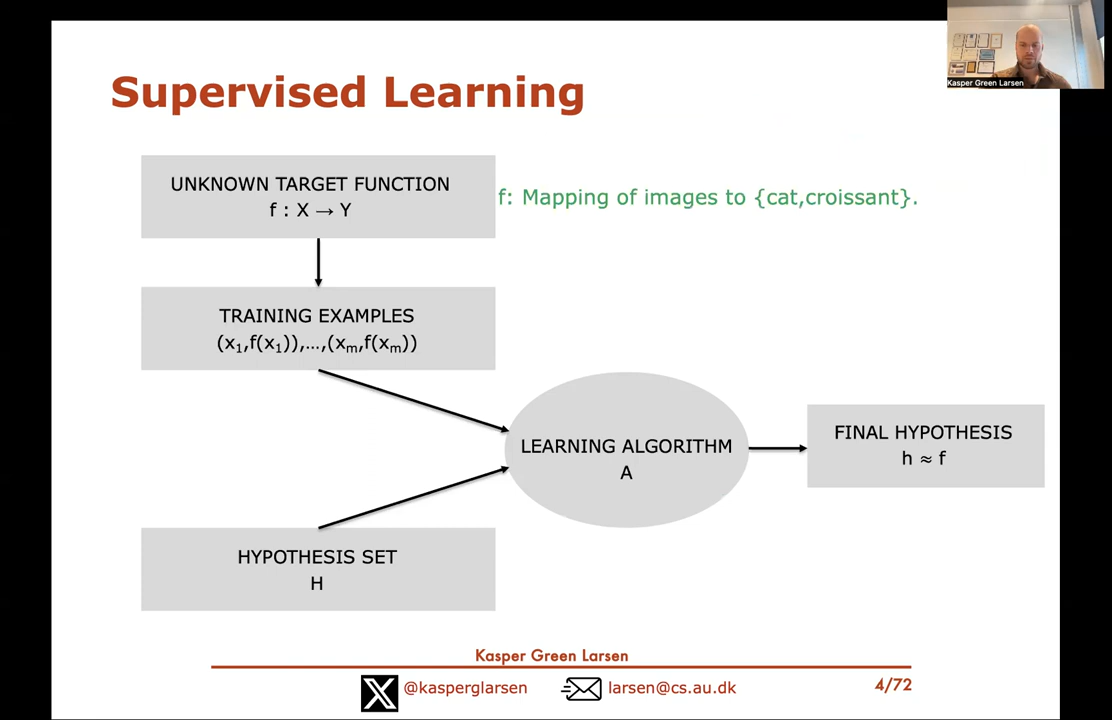 Kasper Green Larsen
Supervised Learning
UNKNOWN TARGET FUNCTION
f : X → Y
f: Mapping of images to {cat,croissant}.
TRAINING EXAMPLES
(x₁,f(x₁)),...,(xₘ,f(xₘ))
LEARNING ALGORITHM
A
FINAL HYPOTHESIS
h ≈ f
HYPOTHESIS SET
H
Kasper Green Larsen
@kasperglarsen
larsen@cs.au.dk
4/72